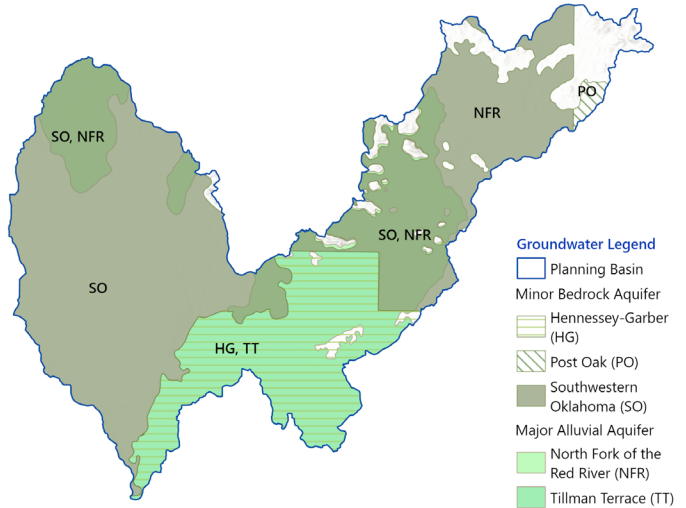 PO
NFR
SO, NFR
SO, NFR
SO
HG, TT
Groundwater Legend
Planning Basin
Minor Bedrock Aquifer
Hennessey-Garber
(HG)
Post Oak (PO)
Southwestern
Oklahoma (SO)
Major Alluvial Aquifer
North Fork of the
Red River (NFR)
Tillman Terrace (TT)